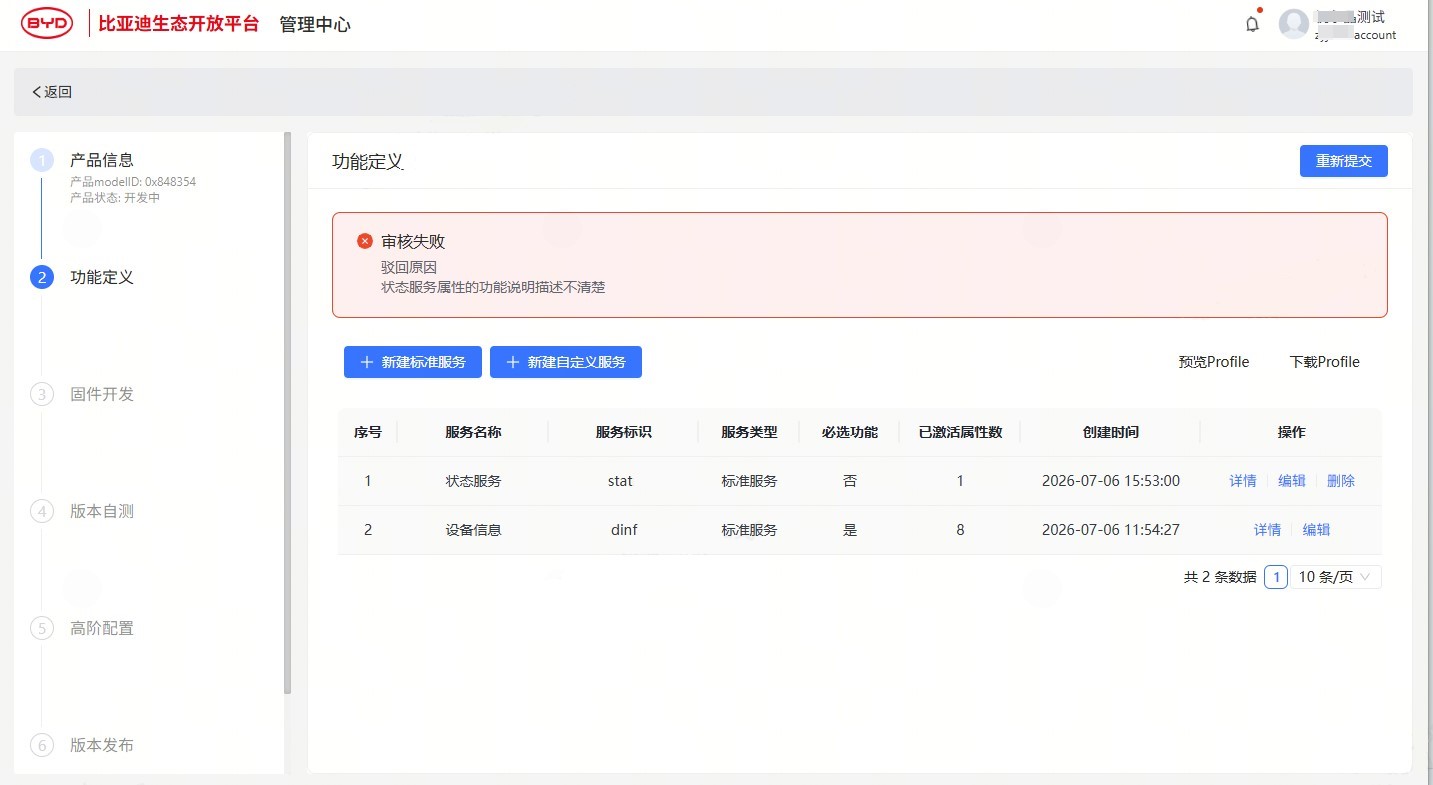 BYD 比亚迪生态开放平台 管理中心
测试
account
返回
1 产品信息
产品modelID: 0x848354
产品状态: 开发中
2 功能定义
3 固件开发
4 版本自测
5 高阶配置
6 版本发布
功能定义
重新提交
审核失败
驳回原因
状态服务属性的功能说明描述不清楚
新建标准服务 新建自定义服务 预览Profile 下载Profile
序号 服务名称 服务标识 服务类型 必选功能 已激活属性数 创建时间 操作
1 状态服务 stat 标准服务 否 1 2026-07-06 15:53:00 详情 编辑 删除
2 设备信息 dinf 标准服务 是 8 2026-07-06 11:54:27 详情 编辑
共 2 条数据 1 10 条/页